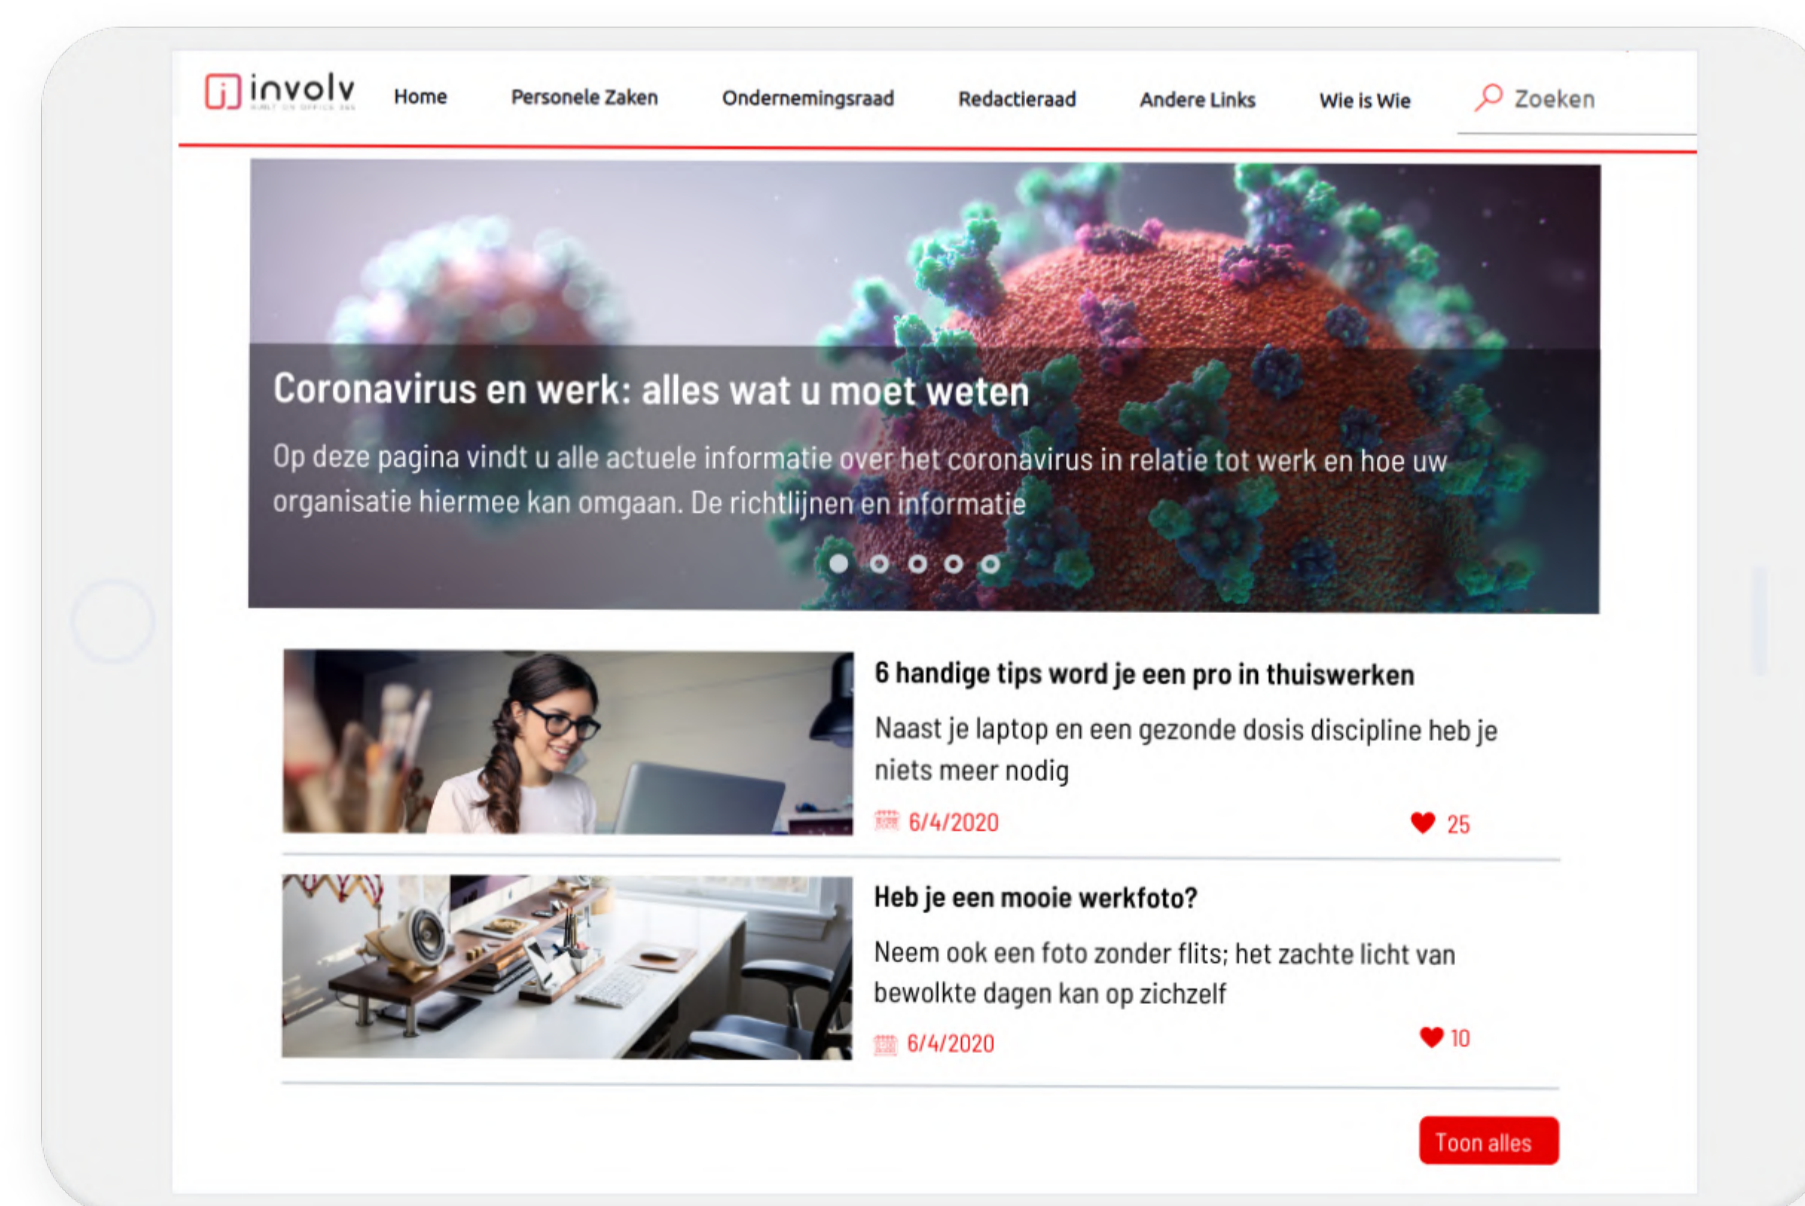 involv
BUILT ON OFFICE 365
Home
Personele Zaken
Ondernemingsraad
Redactieraad
Andere Links
Wie is Wie
Zoeken
Coronavirus en werk: alles wat u moet weten
Op deze pagina vindt u alle actuele informatie over het coronavirus in relatie tot werk en hoe uw
organisatie hiermee kan omgaan. De richtlijnen en informatie
6 handige tips word je een pro in thuiswerken
Naast je laptop en een gezonde dosis discipline heb je
niets meer nodig
6/4/2020
25
Heb je een mooie werkfoto?
Neem ook een foto zonder flits; het zachte licht van
bewolkte dagen kan op zichzelf
6/4/2020
10
Toon alles